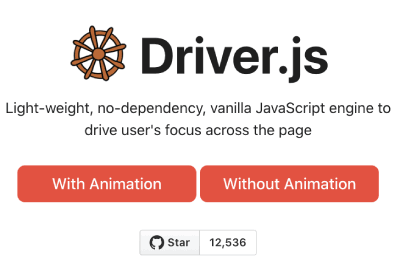 Driver.js
Light-weight, no-dependency, vanilla JavaScript engine to
drive user's focus across the page
With Animation
Without Animation
Star
12,536